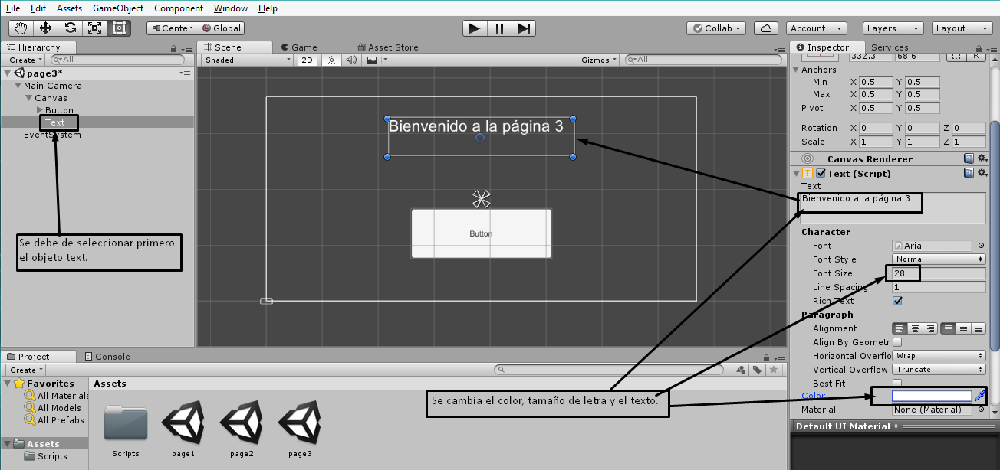 File Edit Assets GameObject Component Window Help
Center Global Collab Account Layers Layout
Hierarchy
Create All
page3*
Main Camera
Canvas
Button
Text
EventSystem
Se debe de seleccionar primero
el objeto text.
Scene Game Asset Store
Shaded 2D Gizmos All
Bienvenido a la página 3
Button
Inspector Services
332.3 68.6 R
Anchors
Min X 0.5 Y 0.5
Max X 0.5 Y 0.5
Pivot X 0.5 Y 0.5
Rotation X 0 Y 0 Z 0
Scale X 1 Y 1 Z 1
Canvas Renderer
Text (Script)
Text
Bienvenido a la página 3
Character
Font Arial
Font Style Normal
Font Size 28
Line Spacing 1
Rich Text
Paragraph
Alignment
Align By Geometr
Horizontal Overflo Wrap
Vertical Overflow Truncate
Best Fit
Color
Material None (Material)
Default UI Material
Project Console
Create
Favorites
All Materials
All Models
All Prefabs
Assets
Scripts
Assets
Scripts page1 page2 page3
Se cambia el color, tamaño de letra y el texto.